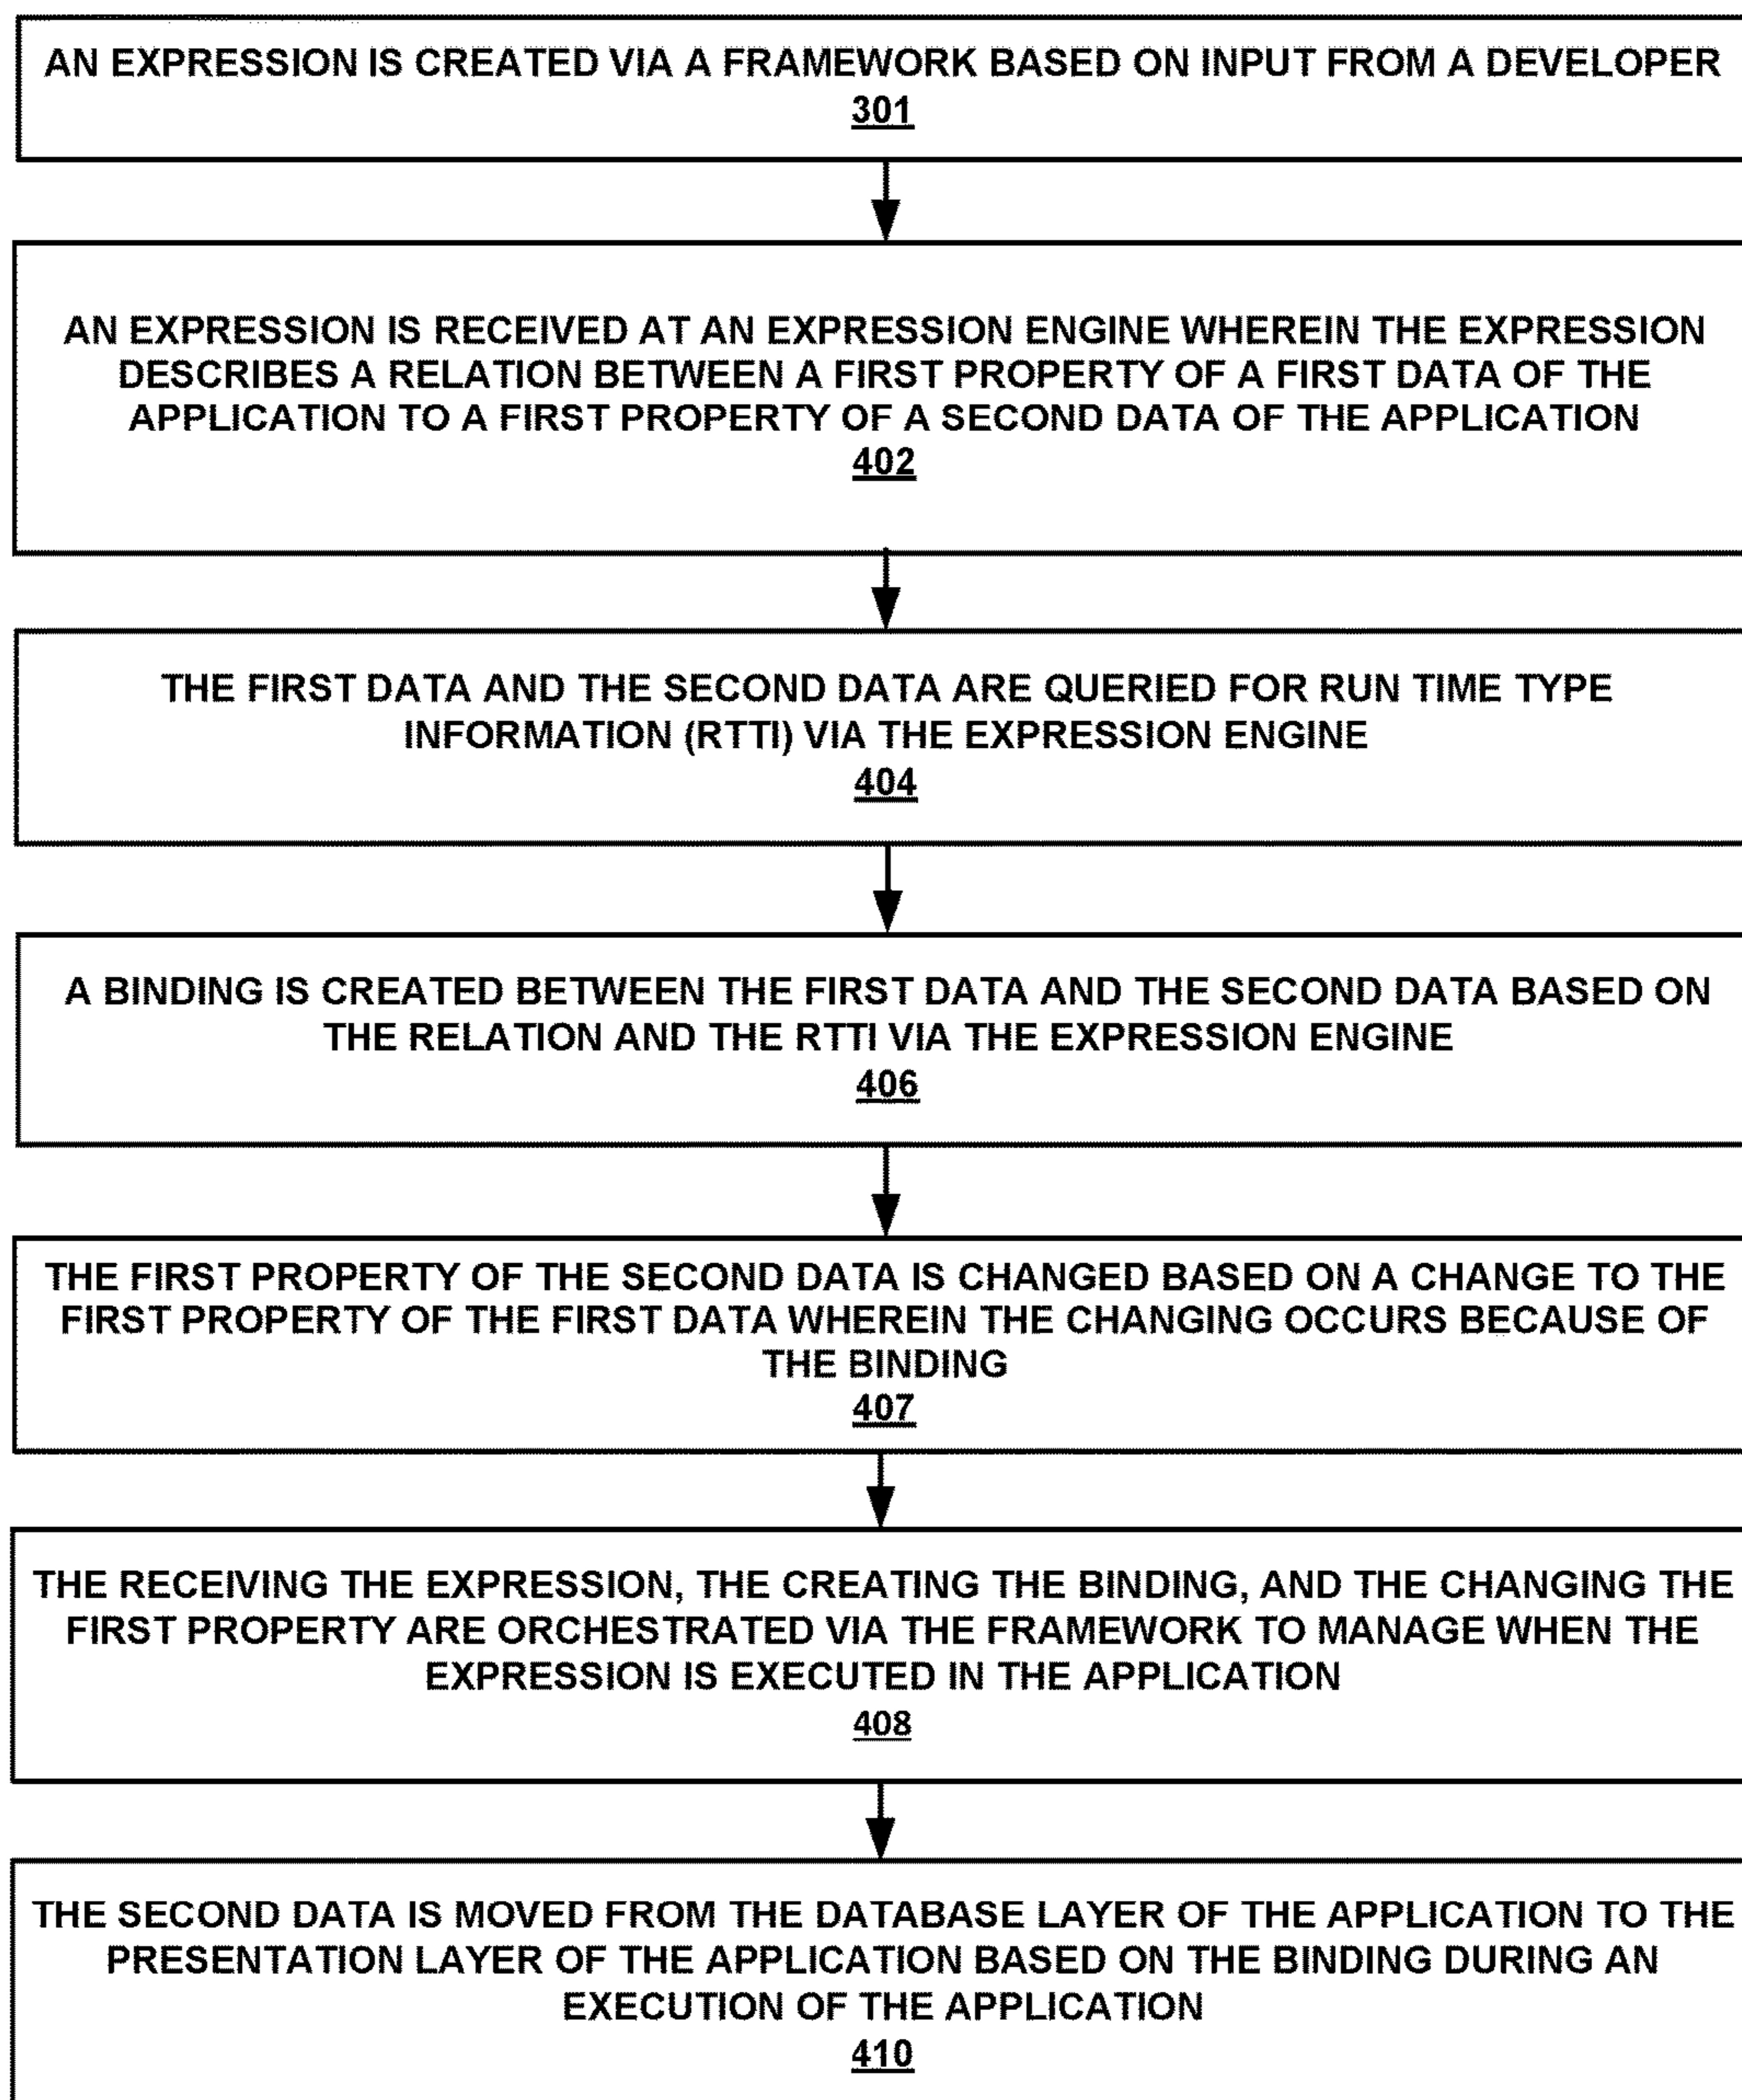 AN EXPRESSION IS CREATED VIA A FRAMEWORK BASED ON INPUT FROM A DEVELOPER
301
AN EXPRESSION IS RECEIVED AT AN EXPRESSION ENGINE WHEREIN THE EXPRESSION
DESCRIBES A RELATION BETWEEN A FIRST PROPERTY OF A FIRST DATA OF THE
APPLICATION TO A FIRST PROPERTY OF A SECOND DATA OF THE APPLICATION
402
THE FIRST DATA AND THE SECOND DATA ARE QUERIED FOR RUN TIME TYPE
INFORMATION (RTTI) VIA THE EXPRESSION ENGINE
404
A BINDING IS CREATED BETWEEN THE FIRST DATA AND THE SECOND DATA BASED ON
THE RELATION AND THE RTTI VIA THE EXPRESSION ENGINE
406
THE FIRST PROPERTY OF THE SECOND DATA IS CHANGED BASED ON A CHANGE TO THE
FIRST PROPERTY OF THE FIRST DATA WHEREIN THE CHANGING OCCURS BECAUSE OF
THE BINDING
407
THE RECEIVING THE EXPRESSION, THE CREATING THE BINDING, AND THE CHANGING THE
FIRST PROPERTY ARE ORCHESTRATED VIA THE FRAMEWORK TO MANAGE WHEN THE
EXPRESSION IS EXECUTED IN THE APPLICATION
408
THE SECOND DATA IS MOVED FROM THE DATABASE LAYER OF THE APPLICATION TO THE
PRESENTATION LAYER OF THE APPLICATION BASED ON THE BINDING DURING AN
EXECUTION OF THE APPLICATION
410